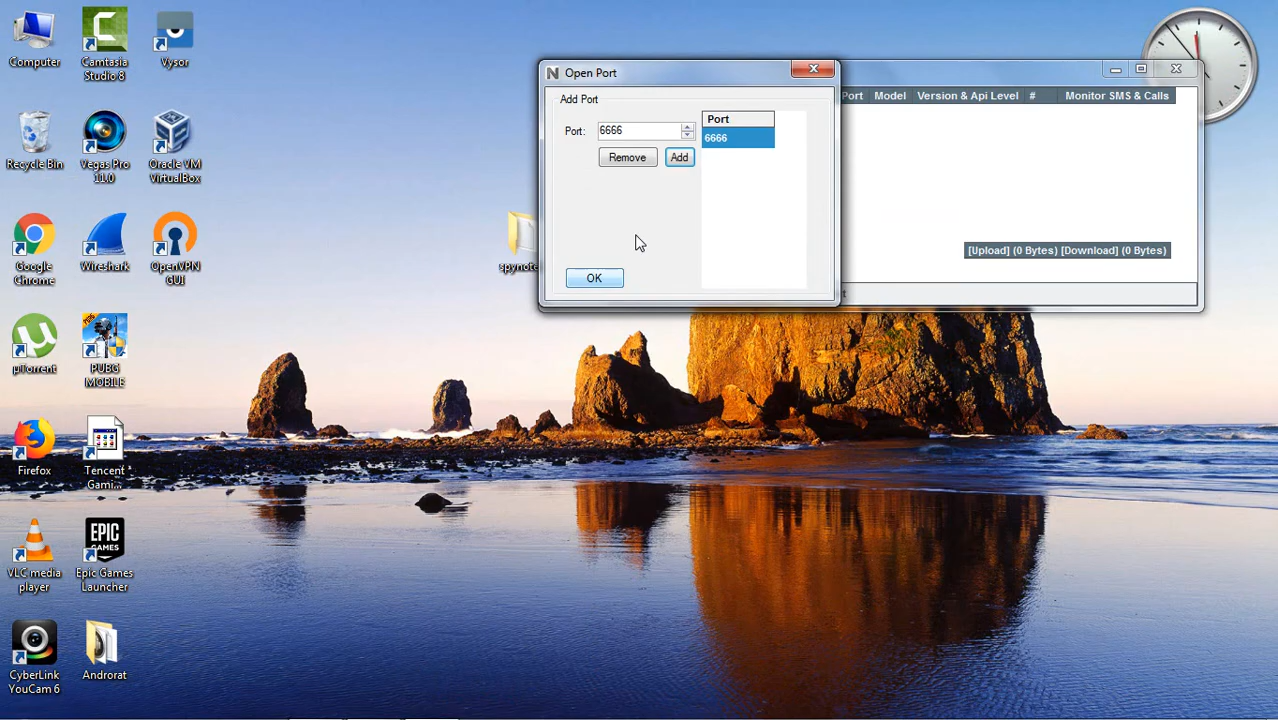 Computer
Camtasia
Studio 8
Vysor
Recycle Bin
Vegas Pro
11.0
Oracle VM
VirtualBox
Google
Chrome
Wireshark
OpenVPN
GUI
µTorrent
PUBG
MOBILE
Firefox
Tencent
Gami...
VLC media
player
EPIC
GAMES
Epic Games
Launcher
CyberLink
YouCam 6
Androrat
spynote
Open Port
Add Port
Port: 6666
Remove
Add
Port
6666
OK
Port
Model
Version & Api Level
#
Monitor SMS & Calls
[Upload] (0 Bytes) [Download] (0 Bytes)